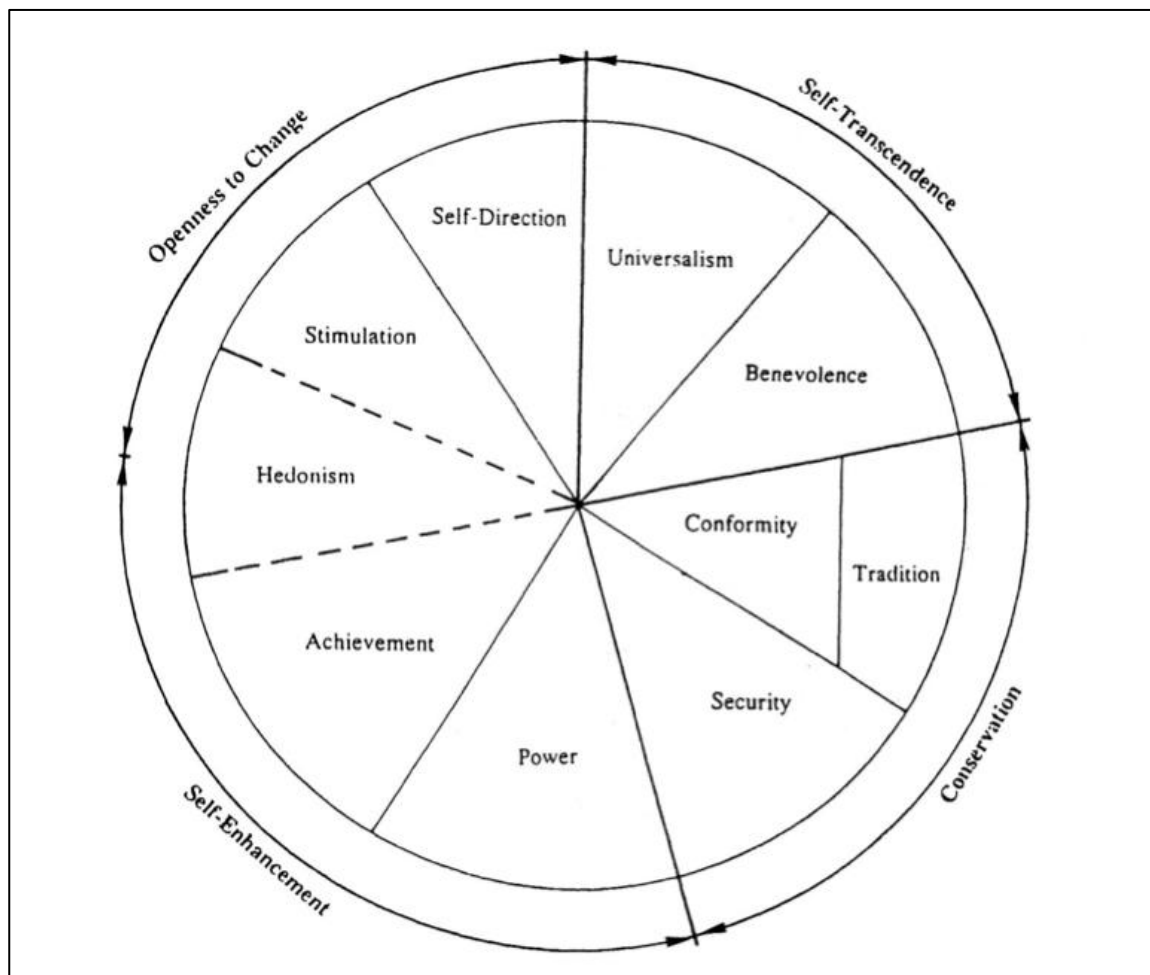 Self-Transcendence
Openness to Change
Self-Direction
Universalism
Stimulation
Benevolence
Hedonism
Conformity
Tradition
Achievement
Security
Power
Conservation
Self-Enhancement